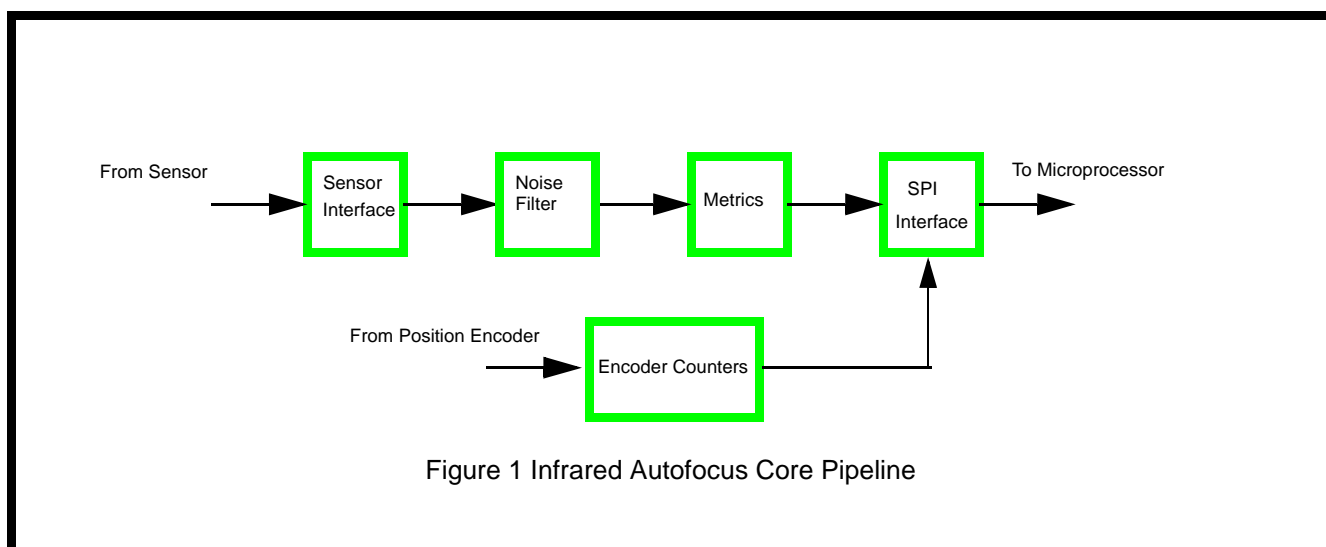 From Sensor
Sensor
Interface
Noise
Filter
Metrics
SPI
Interface
To Microprocessor
From Position Encoder
Encoder Counters
Figure 1 Infrared Autofocus Core Pipeline